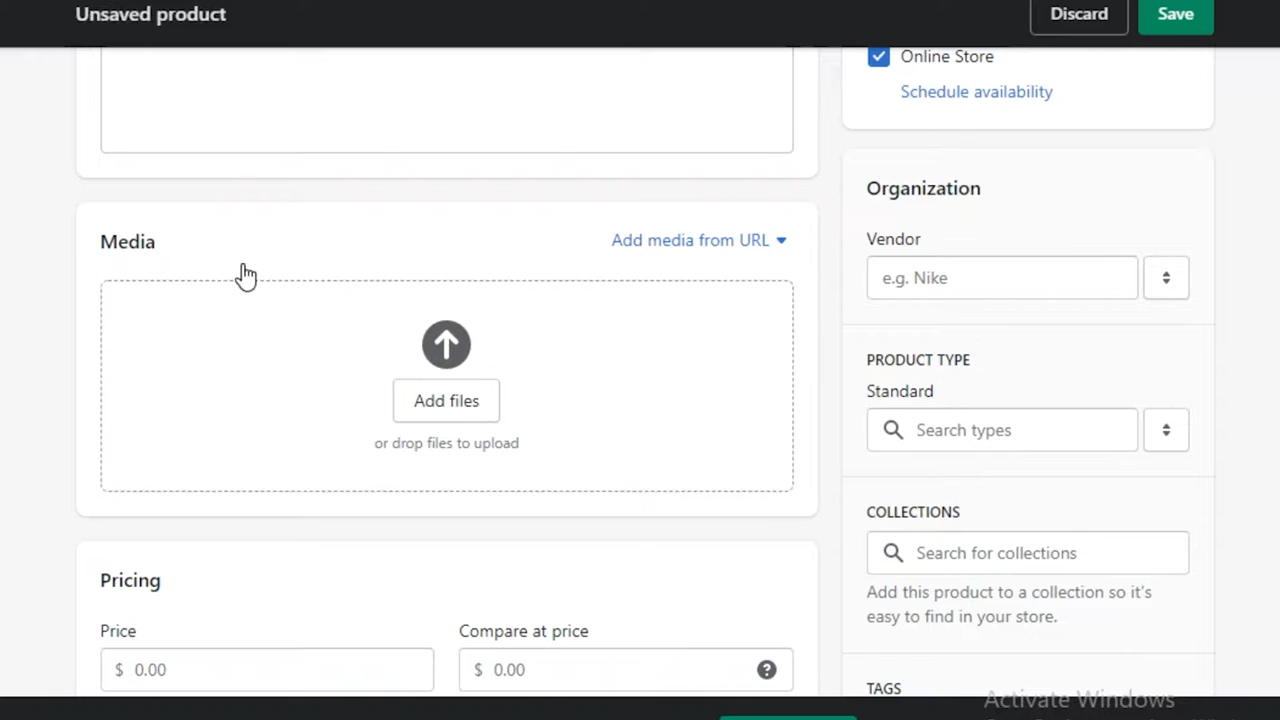 Unsaved product
Discard
Save
Online Store
Schedule availability
Media
Add media from URL
Add files
or drop files to upload
Pricing
Price
Compare at price
$ 0.00
$ 0.00
Organization
Vendor
e.g. Nike
PRODUCT TYPE
Standard
Search types
COLLECTIONS
Search for collections
Add this product to a collection so it's
easy to find in your store.
TAGS
Activate Windows